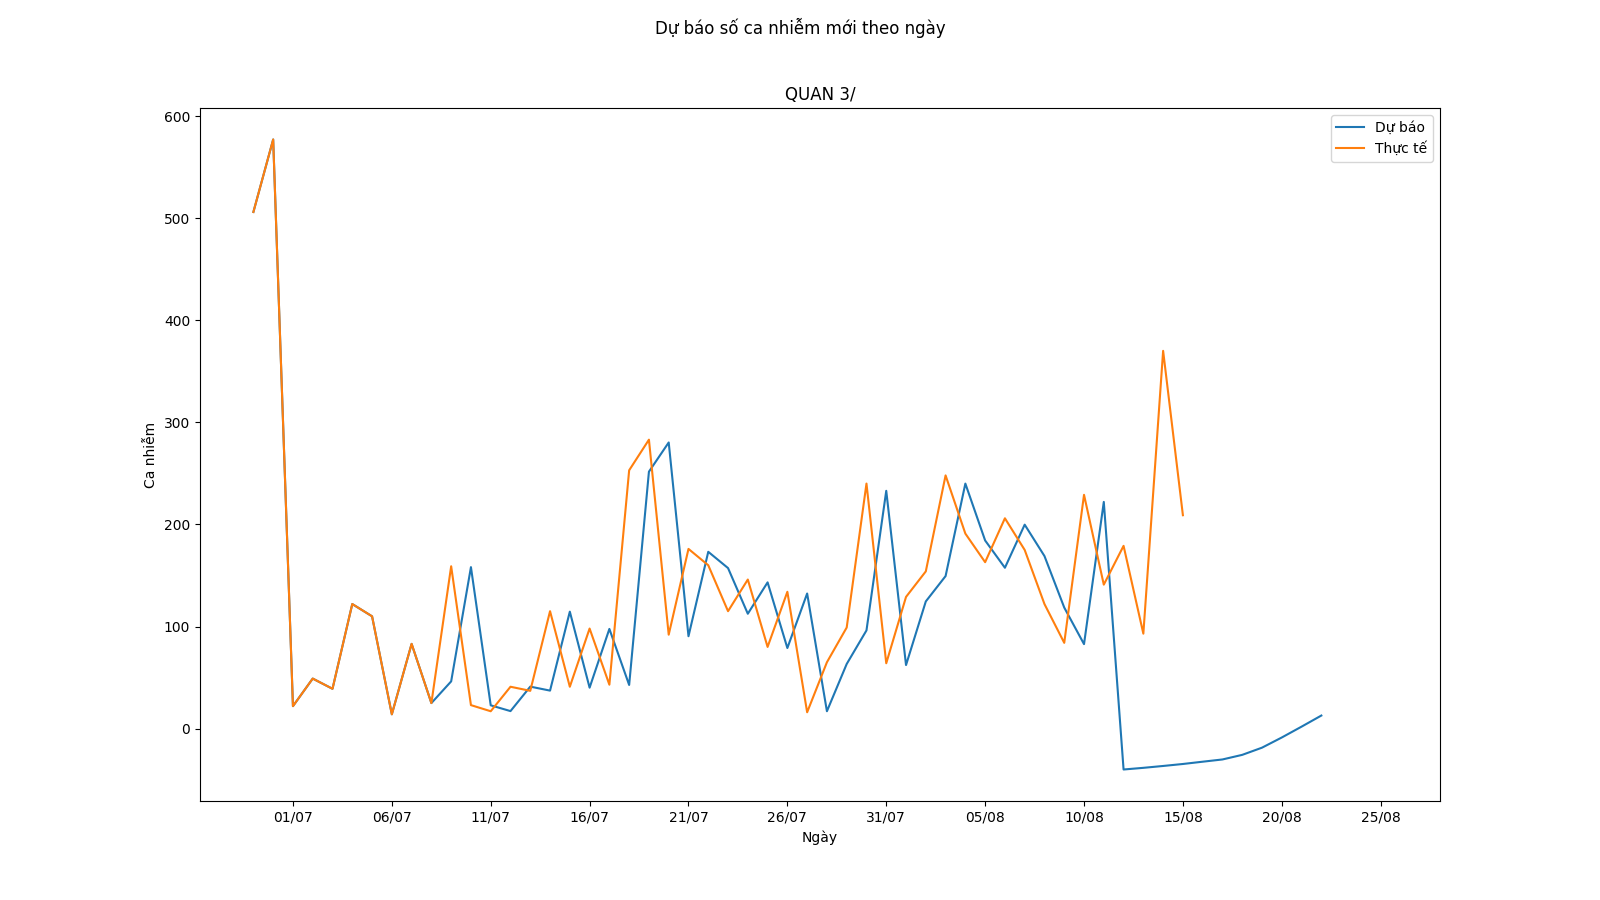 Dự báo số ca nhiễm mới theo ngày
QUAN 3/
Dự báo
Thực tế
600
500
400
300
200
100
0
Ca nhiễm
01/07 06/07 11/07 16/07 21/07 26/07 31/07 05/08 10/08 15/08 20/08 25/08
Ngày